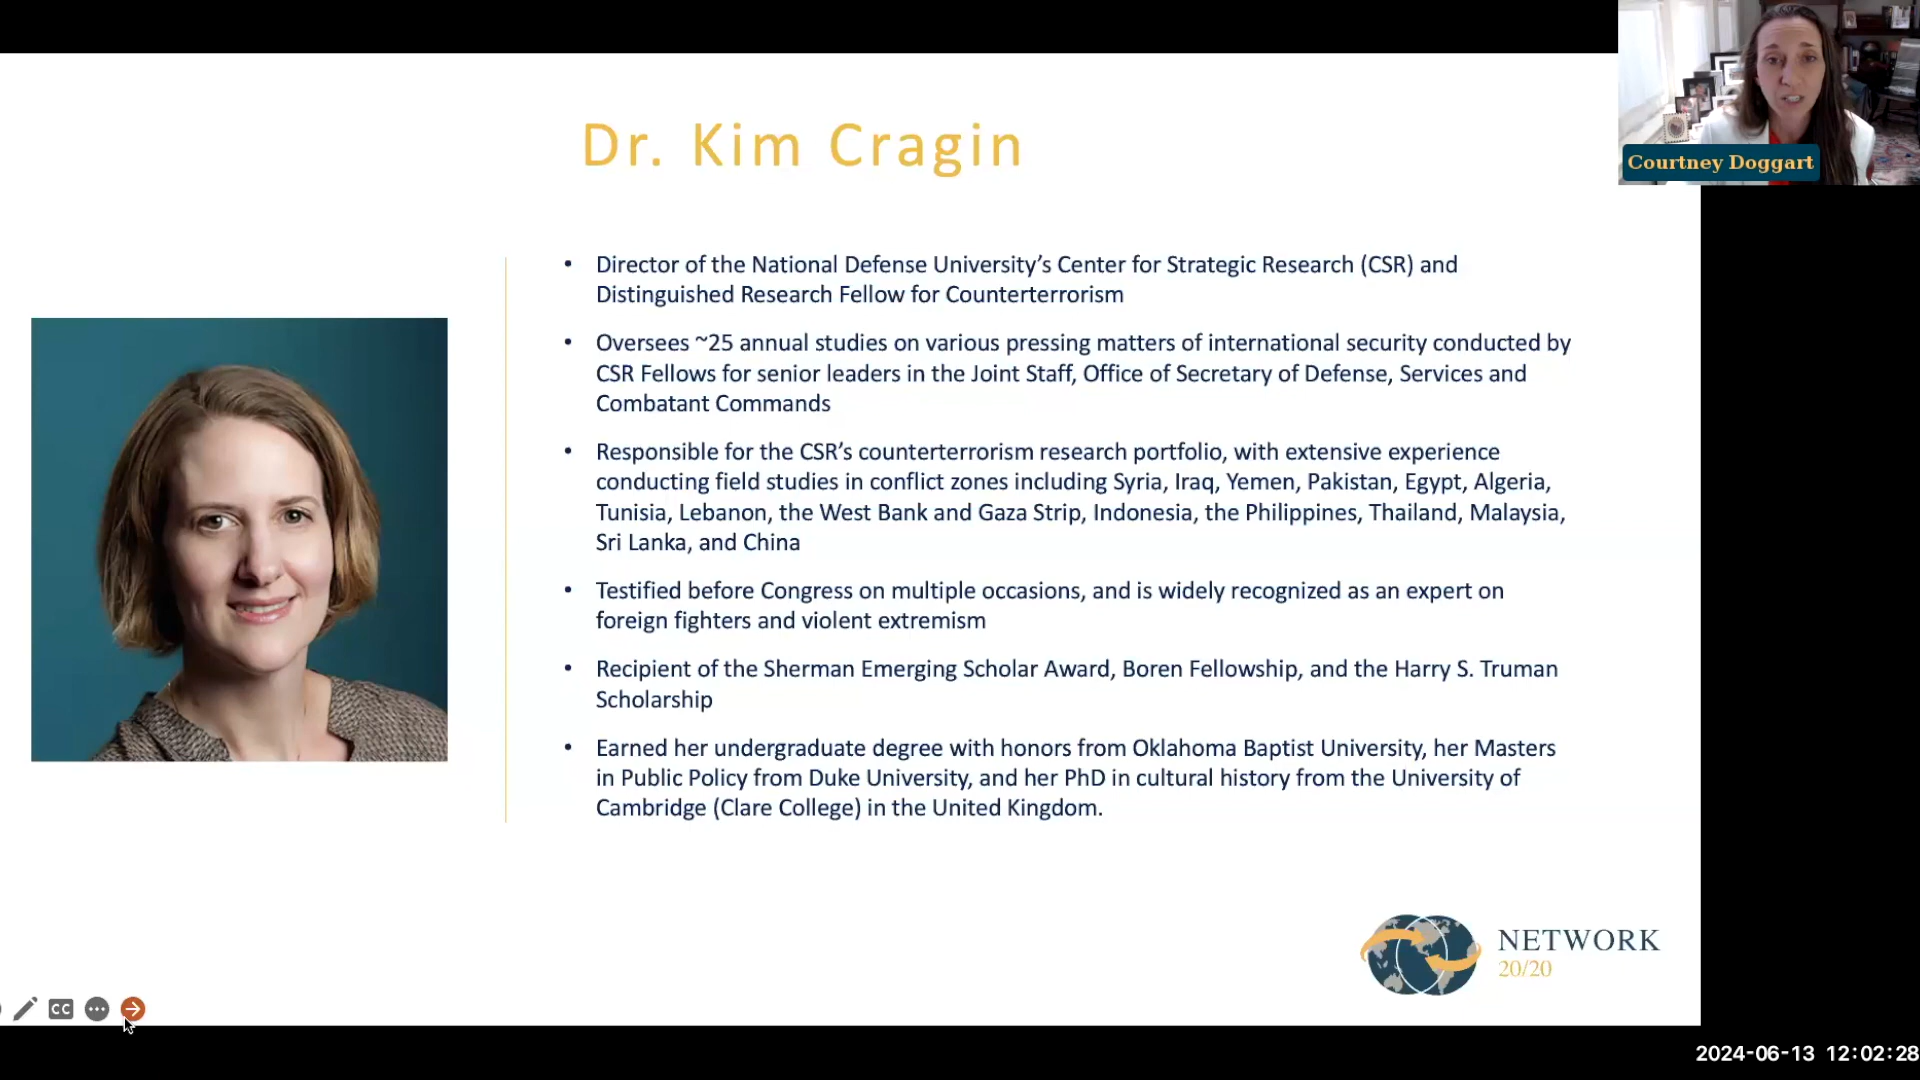 Dr. Kim Cragin
Courtney Doggart
• Director of the National Defense University’s Center for Strategic Research (CSR) and
Distinguished Research Fellow for Counterterrorism
• Oversees ~25 annual studies on various pressing matters of international security conducted by
CSR Fellows for senior leaders in the Joint Staff, Office of Secretary of Defense, Services and
Combatant Commands
• Responsible for the CSR’s counterterrorism research portfolio, with extensive experience
conducting field studies in conflict zones including Syria, Iraq, Yemen, Pakistan, Egypt, Algeria,
Tunisia, Lebanon, the West Bank and Gaza Strip, Indonesia, the Philippines, Thailand, Malaysia,
Sri Lanka, and China
• Testified before Congress on multiple occasions, and is widely recognized as an expert on
foreign fighters and violent extremism
• Recipient of the Sherman Emerging Scholar Award, Boren Fellowship, and the Harry S. Truman
Scholarship
• Earned her undergraduate degree with honors from Oklahoma Baptist University, her Masters
in Public Policy from Duke University, and her PhD in cultural history from the University of
Cambridge (Clare College) in the United Kingdom.
NETWORK
20/20
CC
2024-06-13 12:02:28